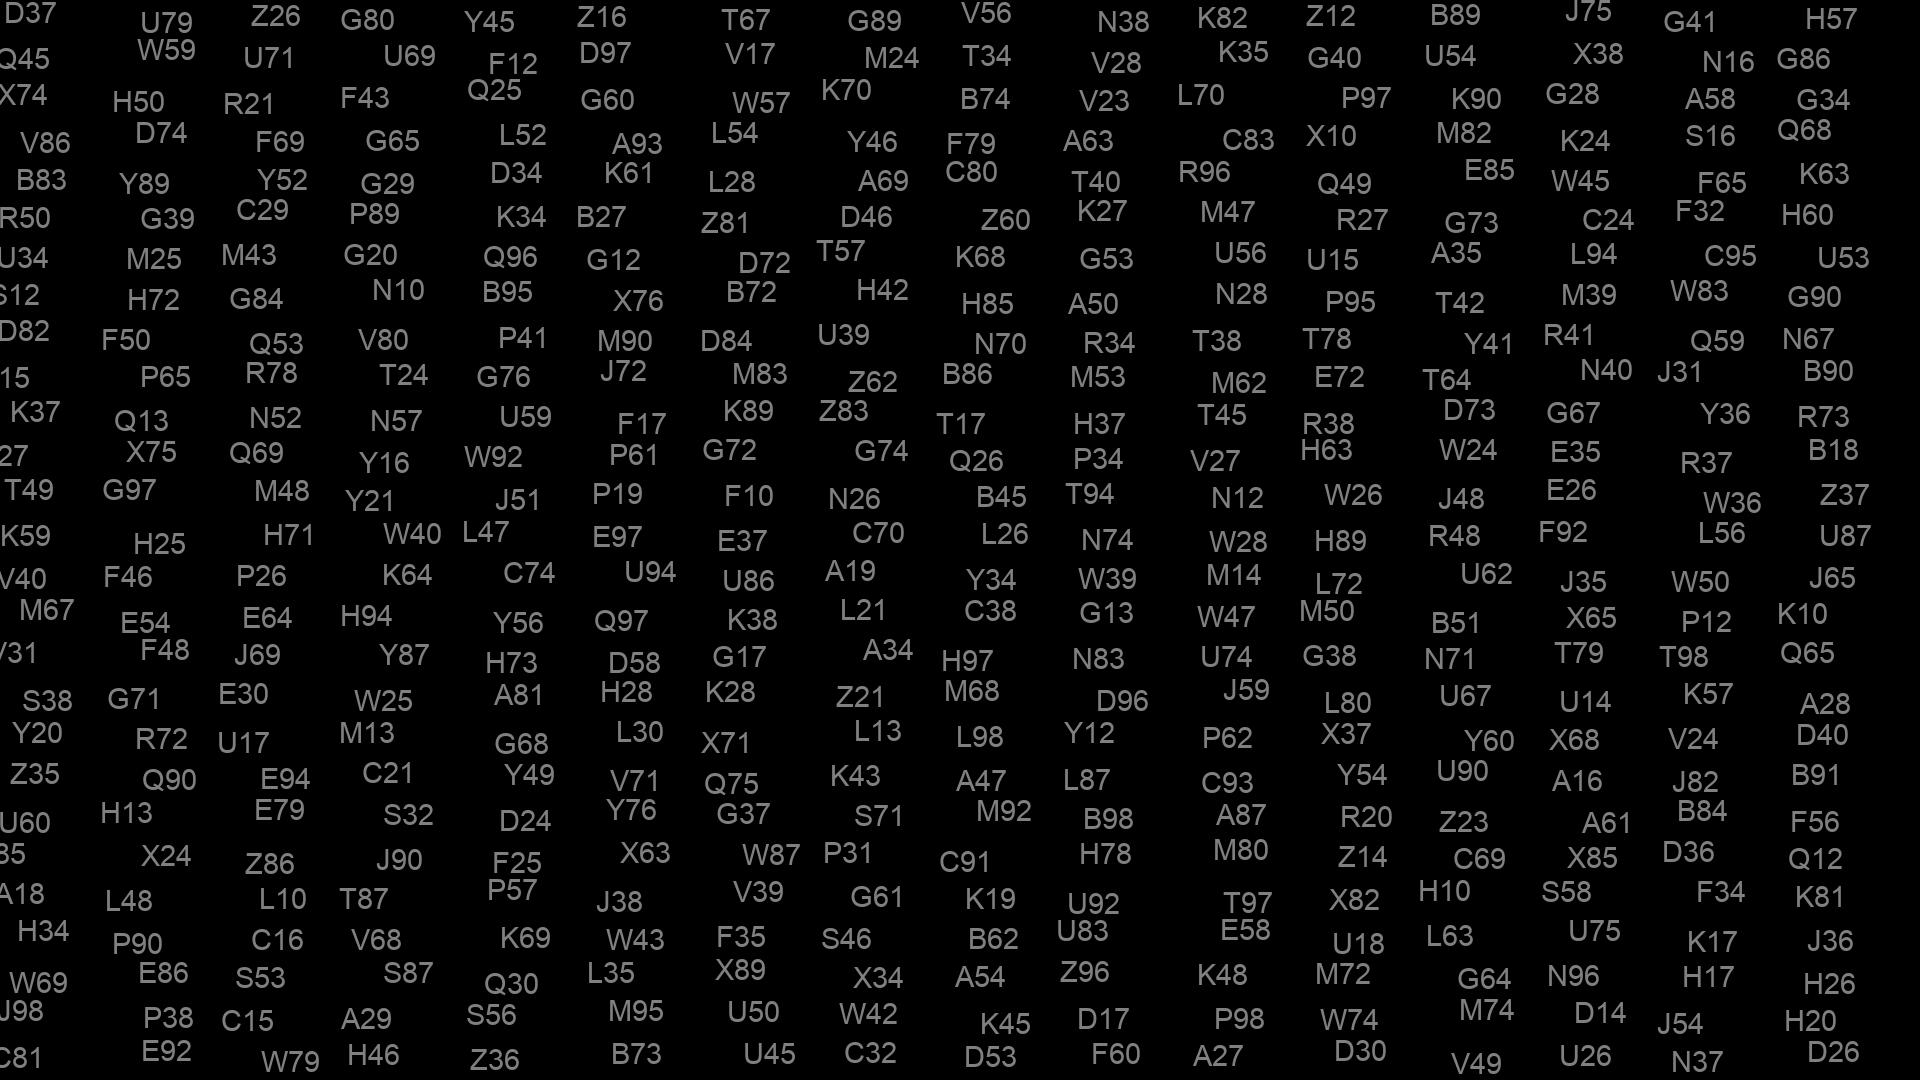 D37 U79 Z26 G80 Y45 Z16 T67 G89 V56 N38 K82 Z12 B89 J75 G41 H57
Q45 W59 U71 U69 F12 D97 V17 M24 T34 V28 K35 G40 U54 X38 N16 G86
X74 H50 R21 F43 Q25 G60 W57 K70 B74 V23 L70 P97 K90 G28 A58 G34
V86 D74 F69 G65 L52 A93 L54 Y46 F79 A63 C83 X10 M82 K24 S16 Q68
B83 Y89 Y52 G29 D34 K61 L28 A69 C80 T40 R96 Q49 E85 W45 F65 K63
R50 G39 C29 P89 K34 B27 Z81 D46 Z60 K27 M47 R27 G73 C24 F32 H60
U34 M25 M43 G20 Q96 G12 D72 T57 K68 G53 U56 U15 A35 L94 C95 U53
S12 H72 G84 N10 B95 X76 B72 H42 H85 A50 N28 P95 T42 M39 W83 G90
D82 F50 Q53 V80 P41 M90 D84 U39 N70 R34 T38 T78 Y41 R41 Q59 N67
15 P65 R78 T24 G76 J72 M83 Z62 B86 M53 M62 E72 T64 N40 J31 B90
K37 Q13 N52 N57 U59 F17 K89 Z83 T17 H37 T45 R38 D73 G67 Y36 R73
27 X75 Q69 Y16 W92 P61 G72 G74 Q26 P34 V27 H63 W24 E35 R37 B18
T49 G97 M48 Y21 J51 P19 F10 N26 B45 T94 N12 W26 J48 E26 W36 Z37
K59 H25 H71 W40 L47 E97 E37 C70 L26 N74 W28 H89 R48 F92 L56 U87
V40 F46 P26 K64 C74 U94 U86 A19 Y34 W39 M14 L72 U62 J35 W50 J65
M67 E54 E64 H94 Y56 Q97 K38 L21 C38 G13 W47 M50 B51 X65 P12 K10
V31 F48 J69 Y87 H73 D58 G17 A34 H97 N83 U74 G38 N71 T79 T98 Q65
S38 G71 E30 W25 A81 H28 K28 Z21 M68 D96 J59 L80 U67 U14 K57 A28
Y20 R72 U17 M13 G68 L30 X71 L13 L98 Y12 P62 X37 Y60 X68 V24 D40
Z35 Q90 E94 C21 Y49 V71 Q75 K43 A47 L87 C93 Y54 U90 A16 J82 B91
U60 H13 E79 S32 D24 Y76 G37 S71 M92 B98 A87 R20 Z23 A61 B84 F56
35 X24 Z86 J90 F25 X63 W87 P31 C91 H78 M80 Z14 C69 X85 D36 Q12
A18 L48 L10 T87 P57 J38 V39 G61 K19 U92 T97 X82 H10 S58 F34 K81
H34 P90 C16 V68 K69 W43 F35 S46 B62 U83 E58 U18 L63 U75 K17 J36
W69 E86 S53 S87 Q30 L35 X89 X34 A54 Z96 K48 M72 G64 N96 H17 H26
J98 P38 C15 A29 S56 M95 U50 W42 K45 D17 P98 W74 M74 D14 J54 H20
C81 E92 W79 H46 Z36 B73 U45 C32 D53 F60 A27 D30 V49 U26 N37 D26